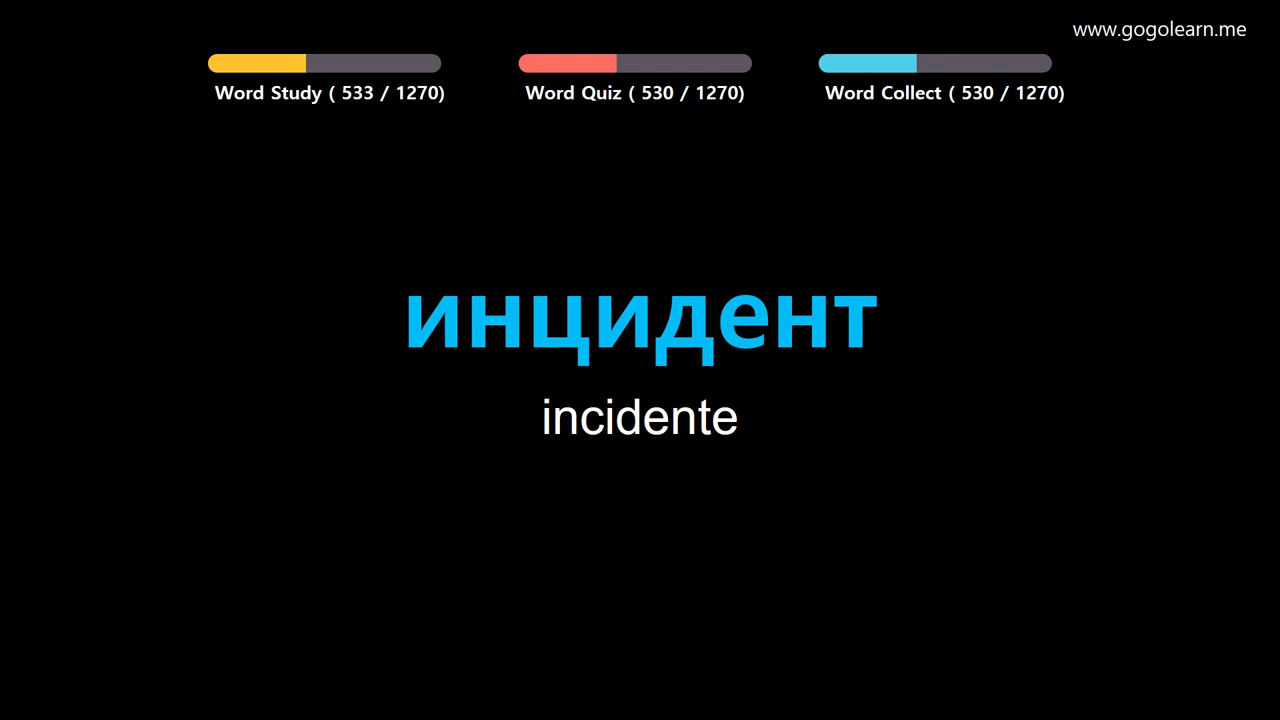 www.gogolearn.me
Word Study ( 533 / 1270)
Word Quiz ( 530 / 1270)
Word Collect ( 530 / 1270)
инцидент
incidente